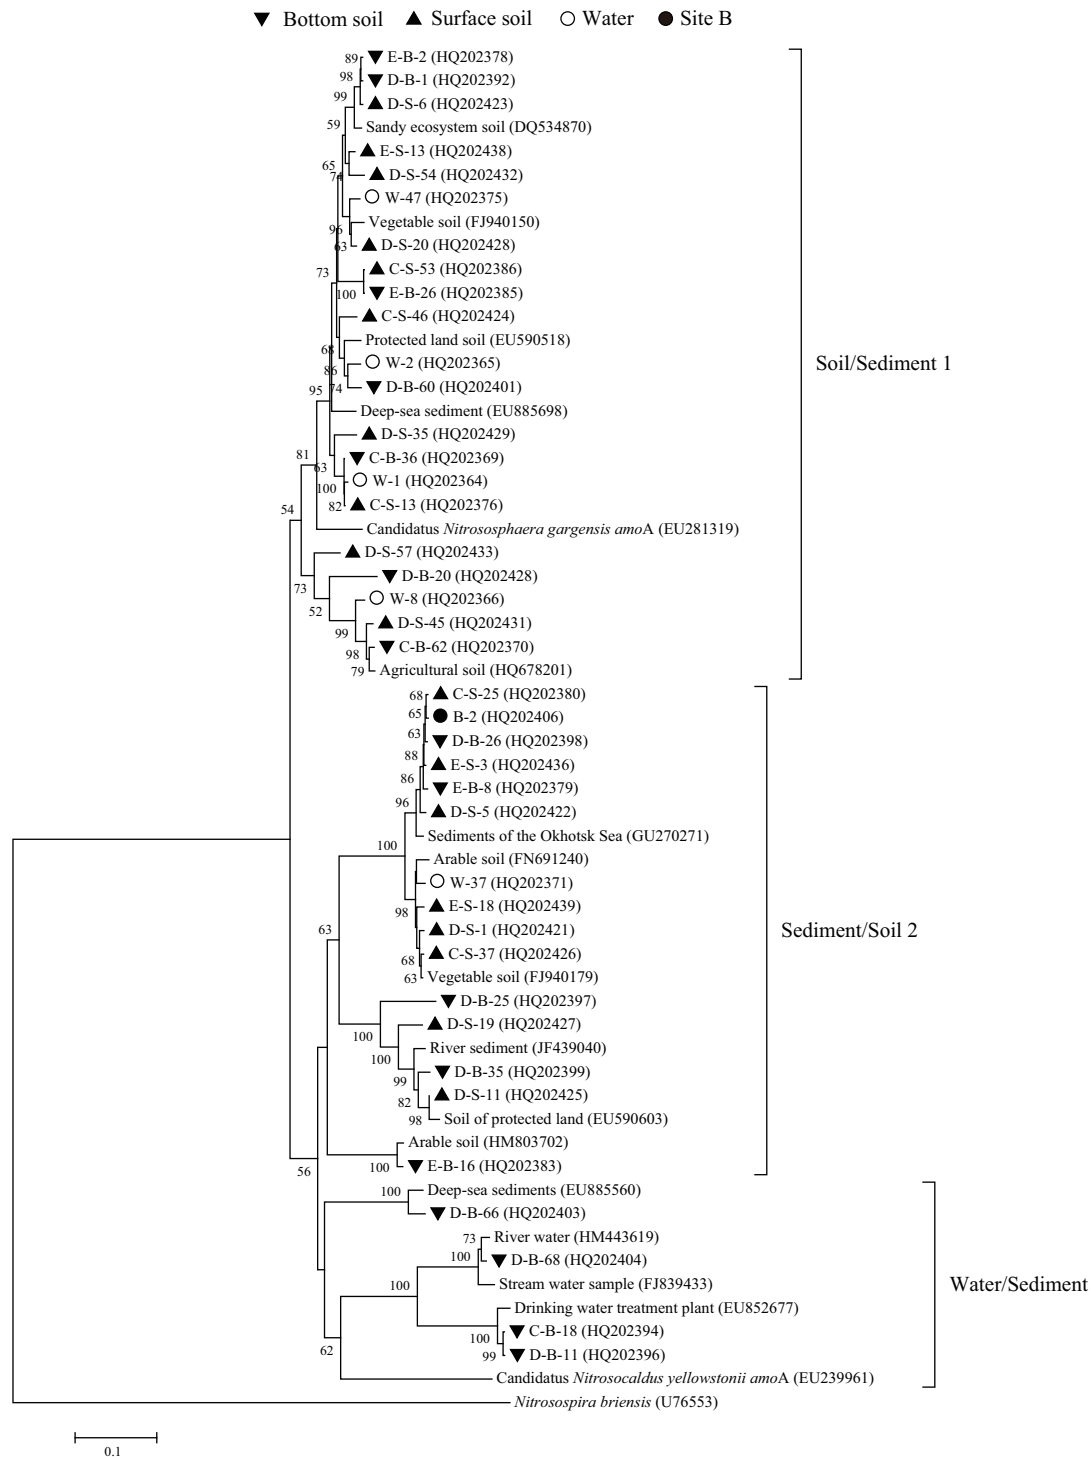 ▼ Bottom soil ▲ Surface soil ○ Water ● Site B
89 ▼ E-B-2 (HQ202378)
98 ▼ D-B-1 (HQ202392)
99 ▲ D-S-6 (HQ202423)
59 Sandy ecosystem soil (DQ534870)
▲ E-S-13 (HQ202438)
65 74 ▲ D-S-54 (HQ202432)
○ W-47 (HQ202375)
96 Vegetable soil (FJ940150)
63 ▲ D-S-20 (HQ202428)
73 ▲ C-S-53 (HQ202386)
100 ▼ E-B-26 (HQ202385)
▲ C-S-46 (HQ202424)
68 Protected land soil (EU590518)
86 ○ W-2 (HQ202365)
74 ▼ D-B-60 (HQ202401)
Soil/Sediment 1
95 Deep-sea sediment (EU885698)
▲ D-S-35 (HQ202429)
81 63 ▼ C-B-36 (HQ202369)
100 ○ W-1 (HQ202364)
82 ▲ C-S-13 (HQ202376)
54 Candidatus Nitrososphaera gargensis amoA (EU281319)
▲ D-S-57 (HQ202433)
73 ▼ D-B-20 (HQ202428)
52 ○ W-8 (HQ202366)
99 ▲ D-S-45 (HQ202431)
98 ▼ C-B-62 (HQ202370)
79 Agricultural soil (HQ678201)
68 ▲ C-S-25 (HQ202380)
65 ● B-2 (HQ202406)
63 ▼ D-B-26 (HQ202398)
88 ▲ E-S-3 (HQ202436)
86 ▼ E-B-8 (HQ202379)
96 ▲ D-S-5 (HQ202422)
Sediments of the Okhotsk Sea (GU270271)
100 Arable soil (FN691240)
○ W-37 (HQ202371)
98 ▲ E-S-18 (HQ202439)
63 ▲ D-S-1 (HQ202421)
Sediment/Soil 2
68 ▲ C-S-37 (HQ202426)
63 Vegetable soil (FJ940179)
▼ D-B-25 (HQ202397)
100 ▲ D-S-19 (HQ202427)
100 River sediment (JF439040)
99 ▼ D-B-35 (HQ202399)
82 ▲ D-S-11 (HQ202425)
98 Soil of protected land (EU590603)
Arable soil (HM803702)
56 100 ▼ E-B-16 (HQ202383)
100 Deep-sea sediments (EU885560)
▼ D-B-66 (HQ202403)
73 River water (HM443619)
100 ▼ D-B-68 (HQ202404)
100 Stream water sample (FJ839433)
Water/Sediment
Drinking water treatment plant (EU852677)
100 ▼ C-B-18 (HQ202394)
62 99 ▼ D-B-11 (HQ202396)
Candidatus Nitrosocaldus yellowstonii amoA (EU239961)
Nitrosospira briensis (U76553)
0.1